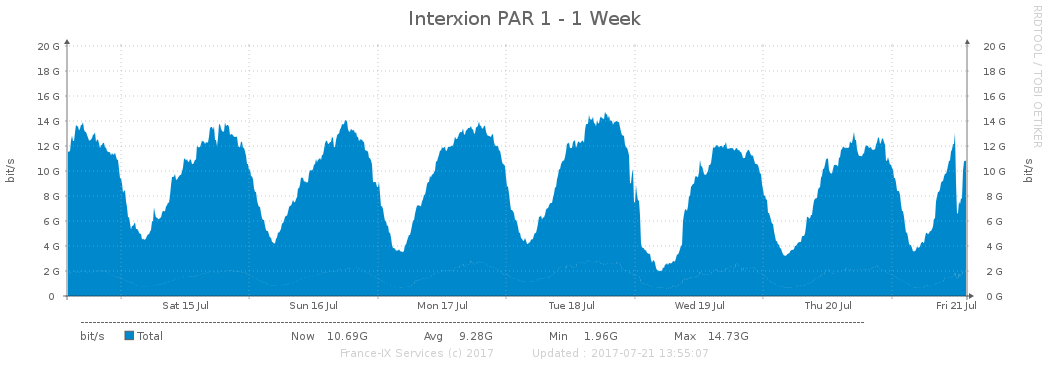 Interxion PAR 1 - 1 Week
RRDTOOL / TOBI OETIKER
bit/s
bit/s
20 G 20 G
18 G 18 G
16 G 16 G
14 G 14 G
12 G 12 G
10 G 10 G
8 G 8 G
6 G 6 G
4 G 4 G
2 G 2 G
0 0 G
Sat 15 Jul Sun 16 Jul Mon 17 Jul Tue 18 Jul Wed 19 Jul Thu 20 Jul Fri 21 Jul
bit/s Total Now 10.69G Avg 9.28G Min 1.96G Max 14.73G
France-IX Services (c) 2017 Updated : 2017-07-21 13:55:07